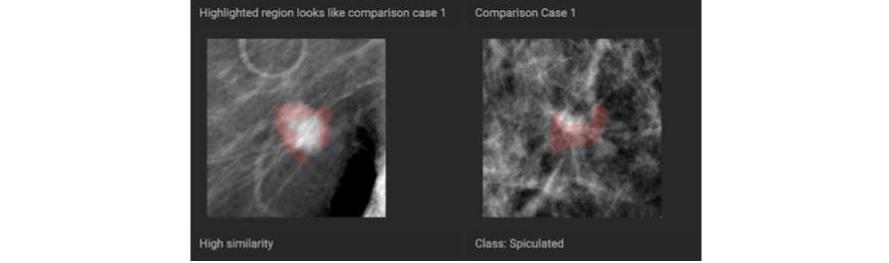 Highlighted region looks like comparison case 1
Comparison Case 1
High similarity
Class: Spiculated